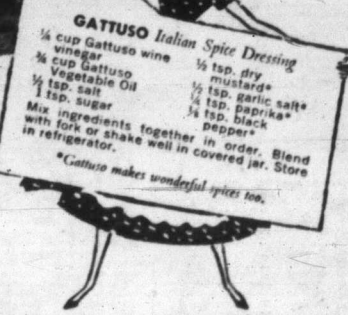 GATTUSO Italian Spice Dressing
¼ cup Gattuso wine
vinegar
¾ cup Gattuso
Vegetable Oil
½ tsp. salt
1 tsp. sugar
½ tsp. dry
mustard*
½ tsp. garlic salt*
¼ tsp. paprika*
⅛ tsp. black
pepper*
Mix ingredients together in order. Blend
with fork or shake well in covered jar. Store
in refrigerator.
*Gattuso makes wonderful spices too.